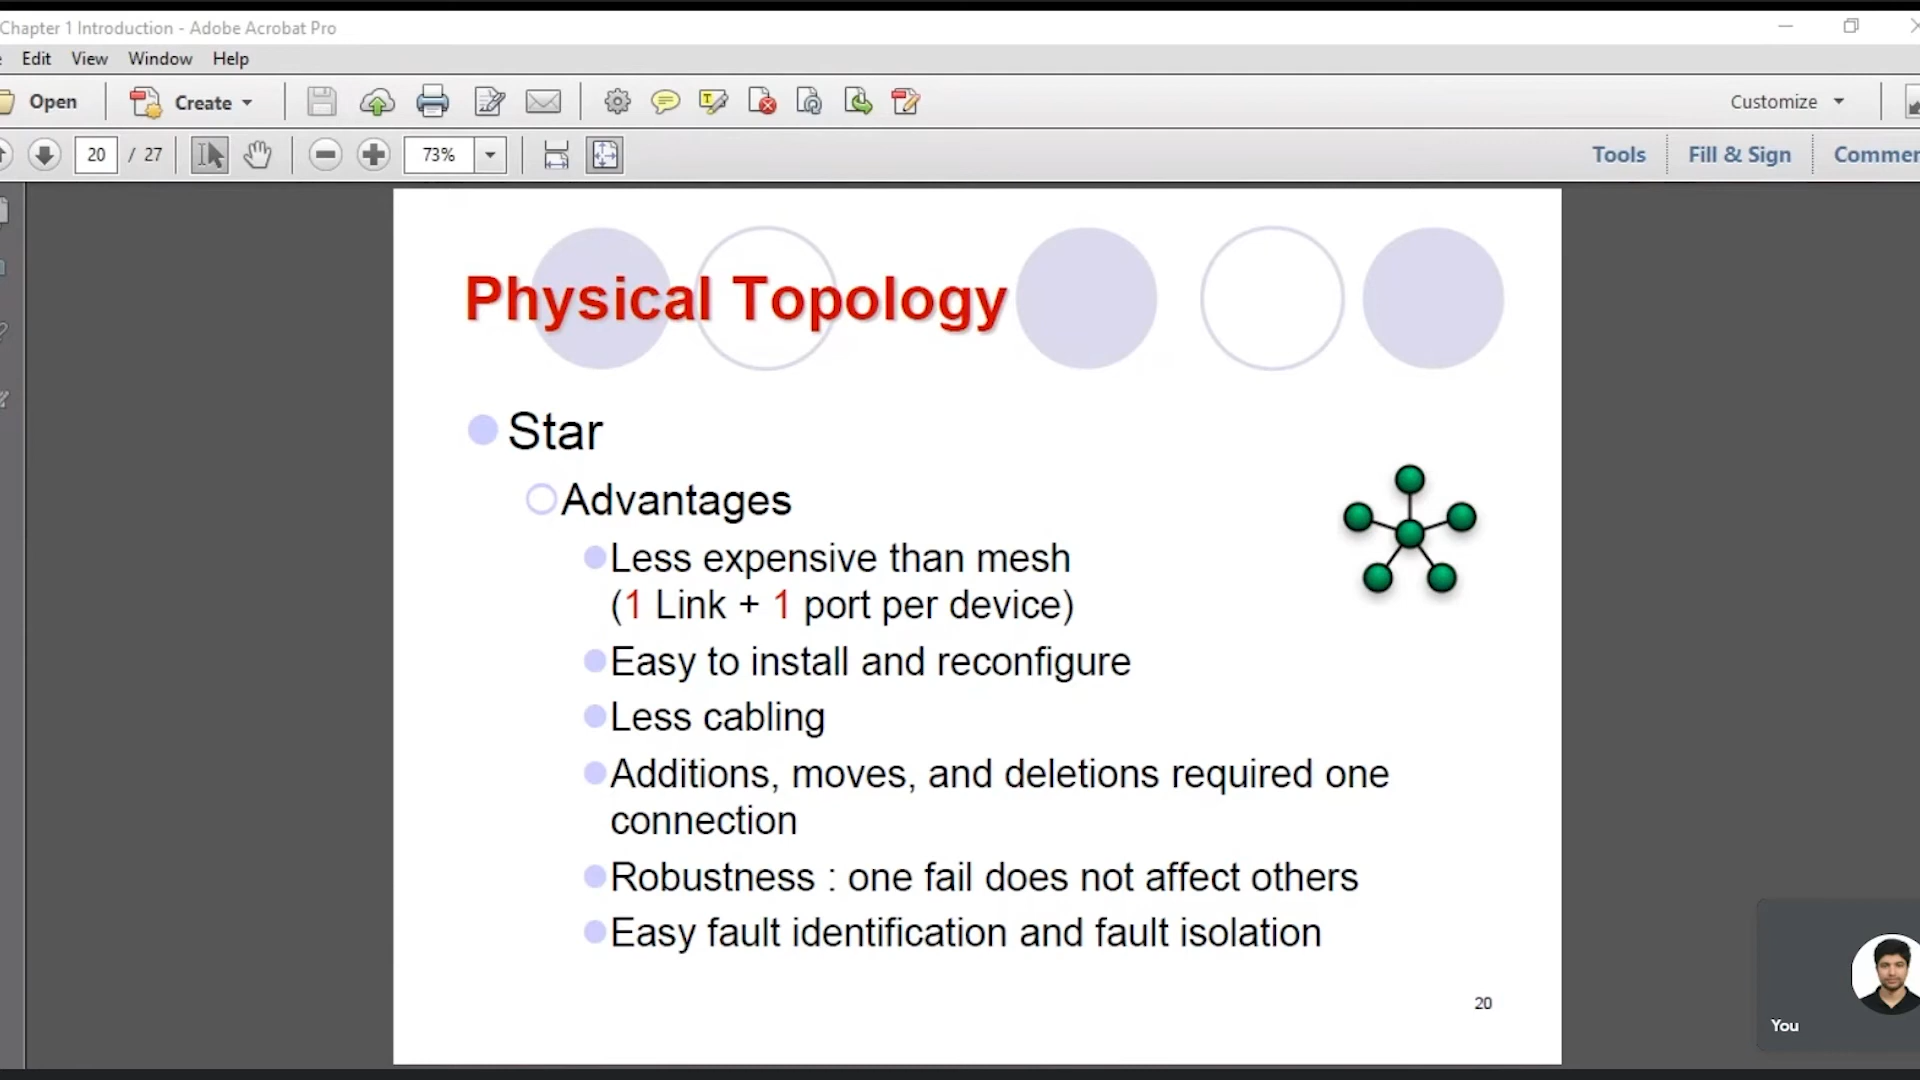 Chapter 1 Introduction - Adobe Acrobat Pro
Edit View Window Help
Open Create Customize
20 / 27 73% Tools Fill & Sign
Physical Topology
Star
Advantages
Less expensive than mesh
(1 Link + 1 port per device)
Easy to install and reconfigure
Less cabling
Additions, moves, and deletions required one
connection
Robustness : one fail does not affect others
Easy fault identification and fault isolation
20
You